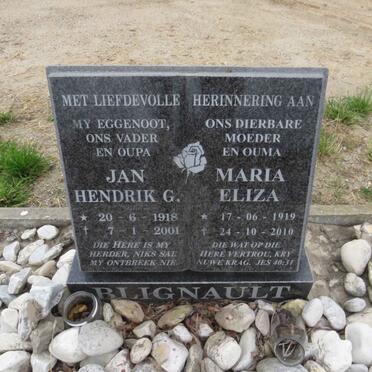 MET LIEFDEVOLLE HERINNERING AAN
MY EGGENOOT,
ONS VADER
EN OUPA
JAN
HENDRIK G.
* 20 - 6 - 1918
† 7 - 1 - 2001
DIE HERE IS MY
HERDER, NIKS SAL
MY ONTBREEK NIE.
ONS DIERBARE
MOEDER
EN OUMA
MARIA
ELIZA
* 17 - 06 - 1919
† 24 - 10 - 2010
DIE WAT OP DIE
HERE VERTROU, KRY
NUWE KRAG. JES 40:31
BLIGNAULT